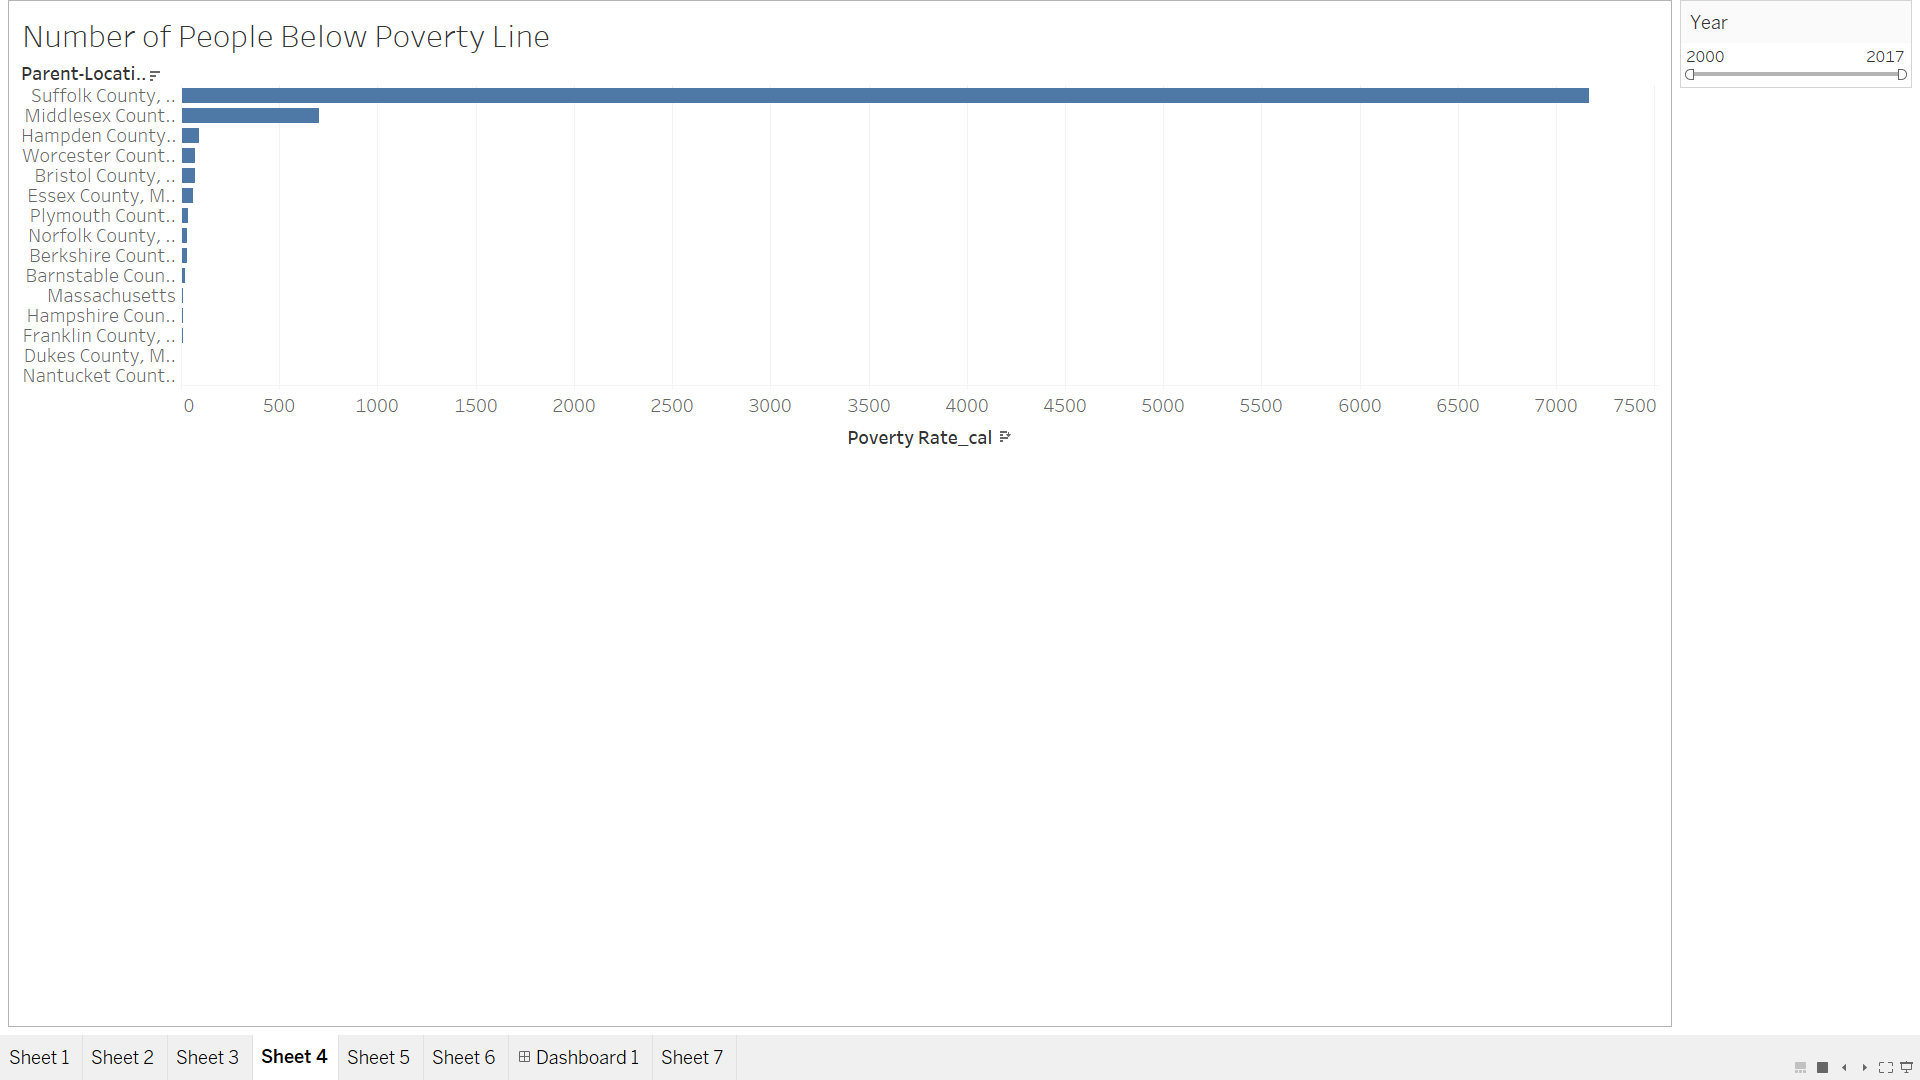 Number of People Below Poverty Line
Parent-Locati..
Suffolk County, ..
Middlesex Count..
Hampden County..
Worcester Count..
Bristol County, ..
Essex County, M..
Plymouth Count..
Norfolk County, ..
Berkshire Count..
Barnstable Coun..
Massachusetts
Hampshire Coun..
Franklin County, ..
Dukes County, M..
Nantucket Count..
0 500 1000 1500 2000 2500 3000 3500 4000 4500 5000 5500 6000 6500 7000 7500
Poverty Rate_cal
Year
2000 2017
Sheet 1 Sheet 2 Sheet 3 Sheet 4 Sheet 5 Sheet 6 Dashboard 1 Sheet 7